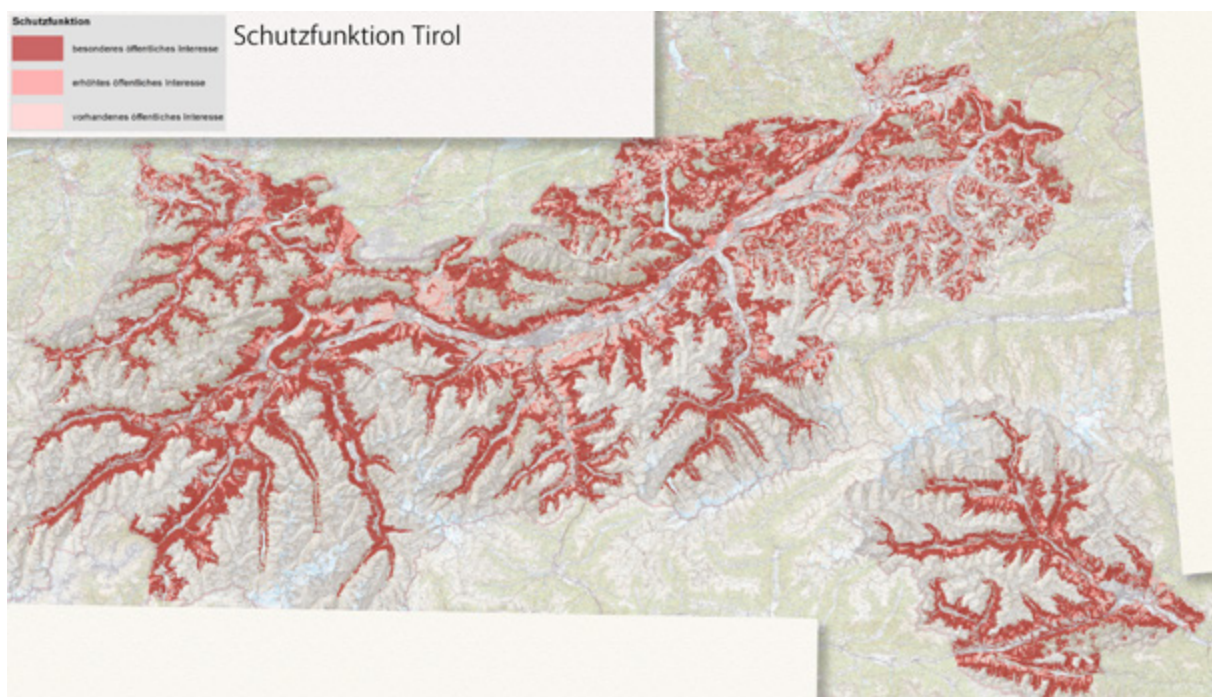 Schutzfunktion
besonderes öffentliches Interesse
erhöhtes öffentliches Interesse
vorhandenes öffentliches Interesse
Schutzfunktion Tirol